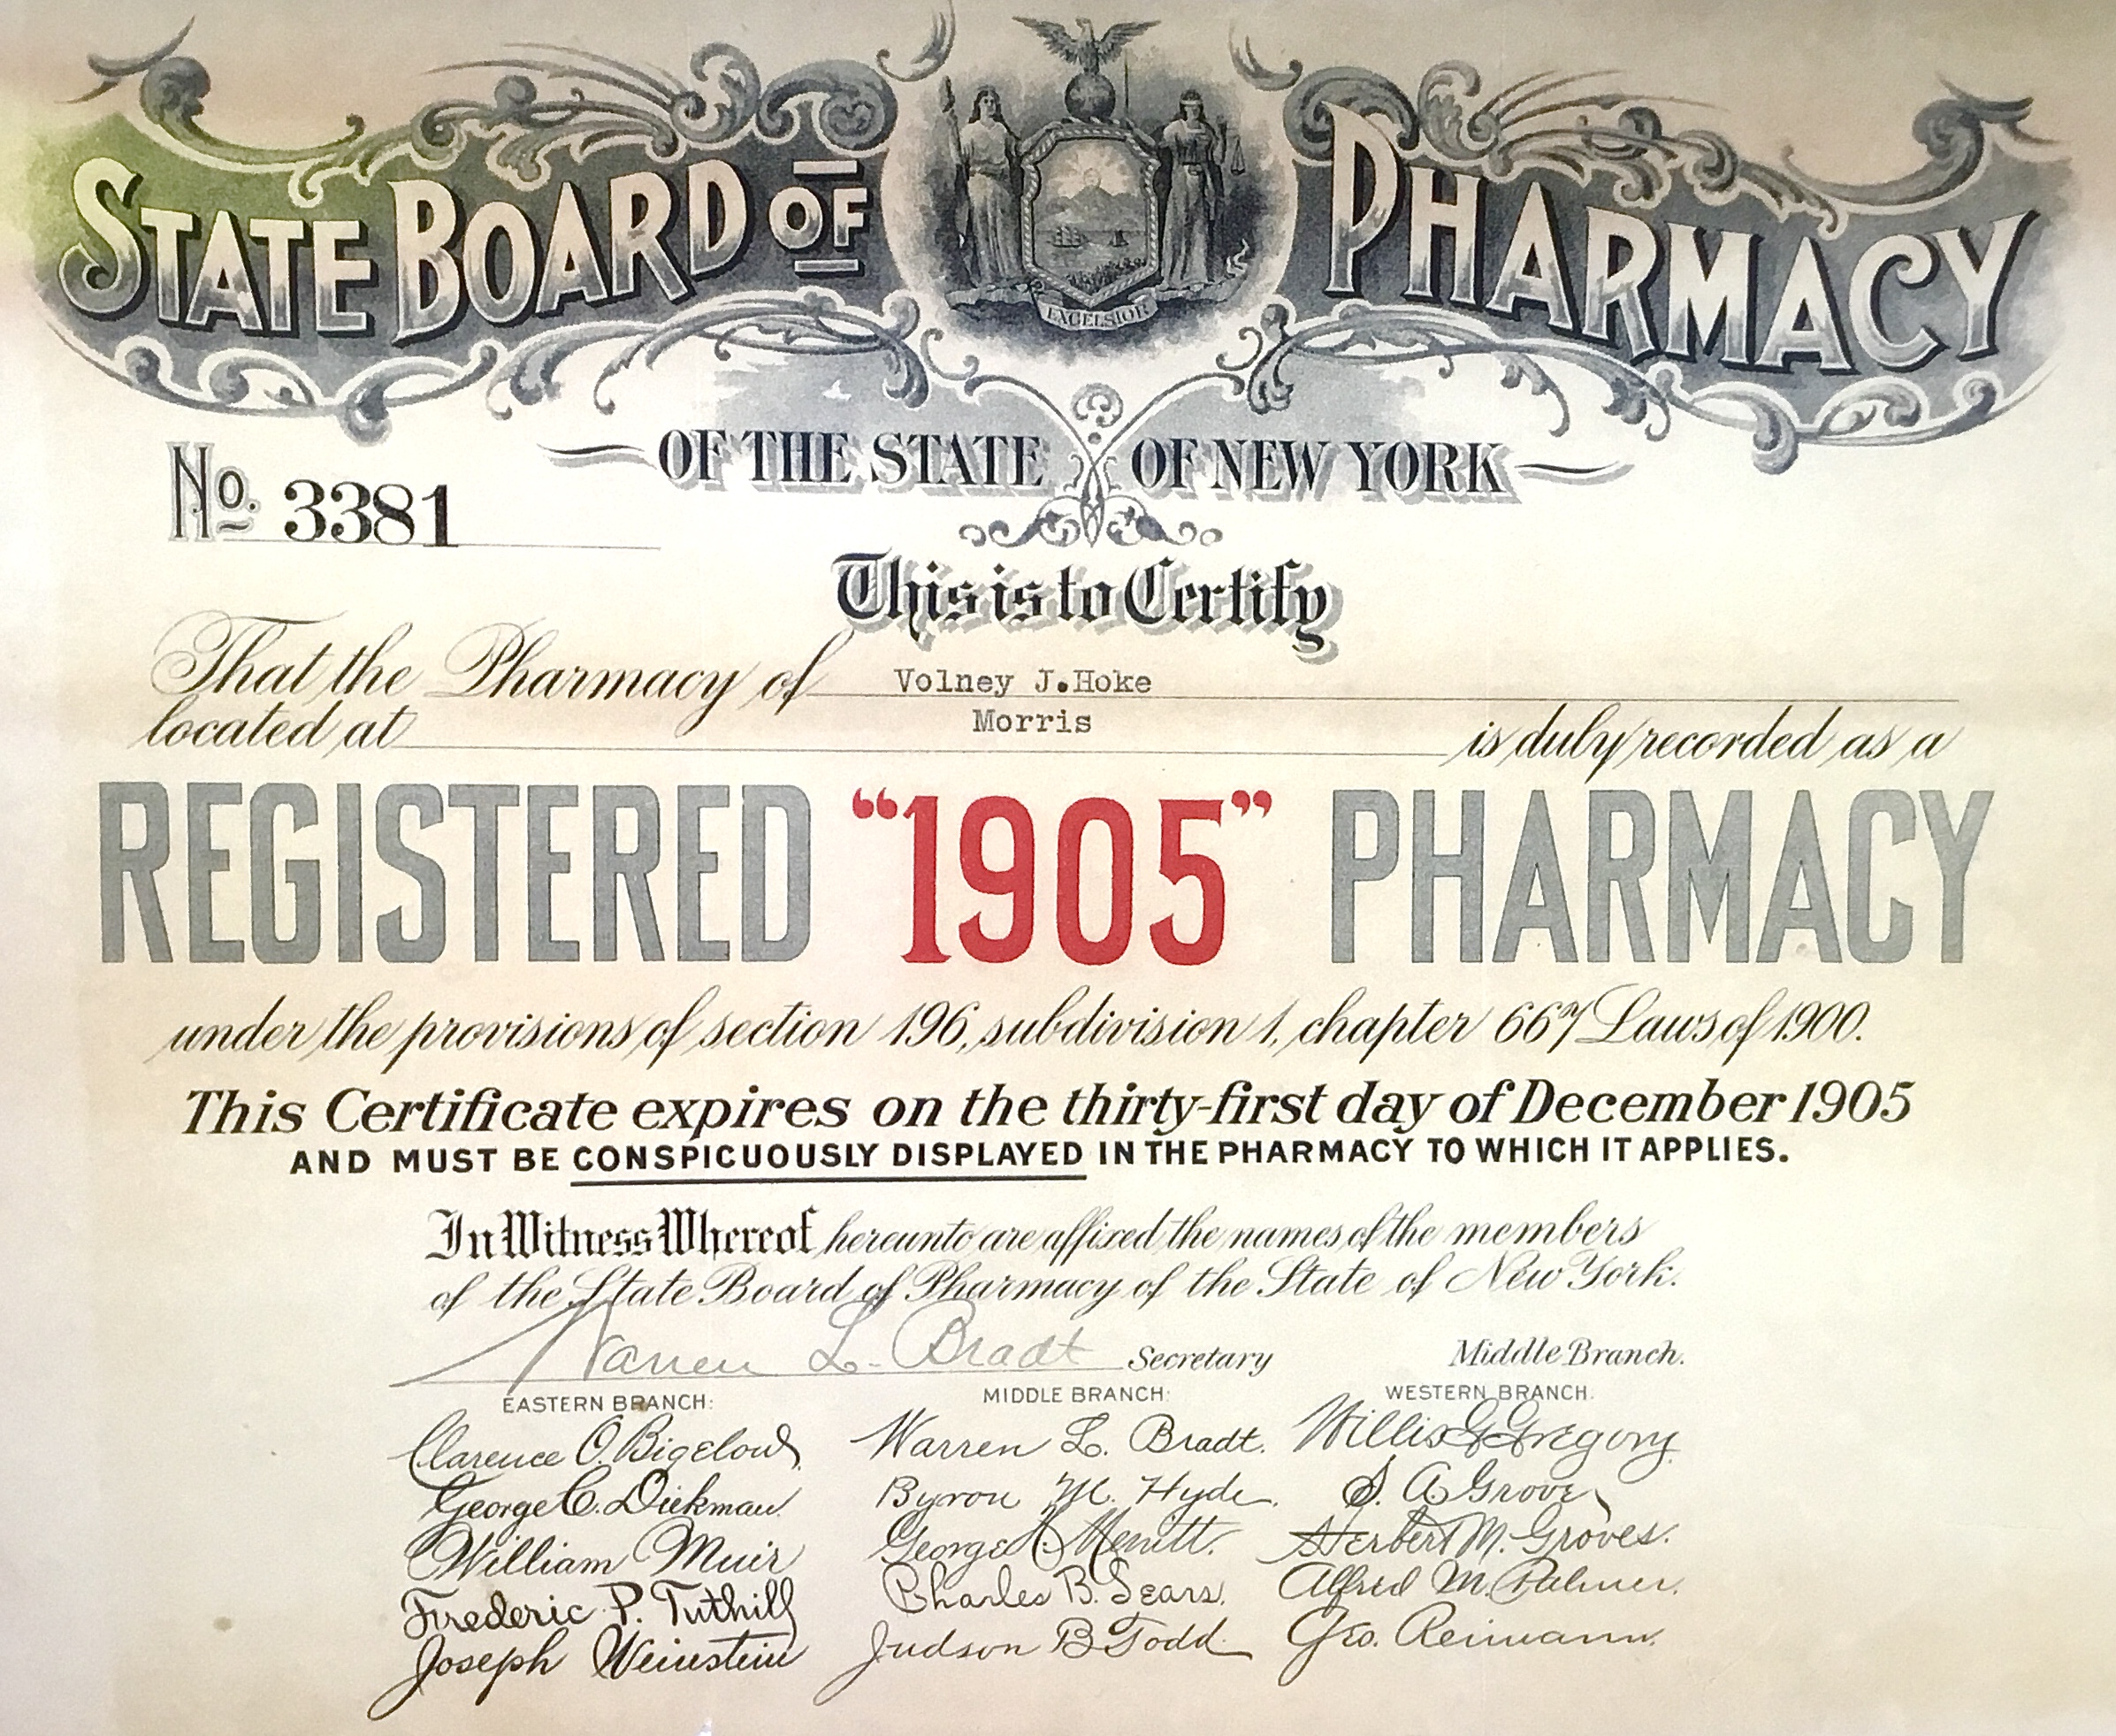 STATE BOARD OF PHARMACY
EXCELSIOR
OF THE STATE OF NEW YORK
No. 3381
This is to Certify
That the Pharmacy of Volney J.Hoke
located at Morris is duly recorded as a
REGISTERED "1905" PHARMACY
under the provisions of section 196, subdivision 1, chapter 667 Laws of 1900.
This Certificate expires on the thirty-first day of December 1905
AND MUST BE CONSPICUOUSLY DISPLAYED IN THE PHARMACY TO WHICH IT APPLIES.
In Witness Whereof hereunto are affixed the names of the members
of the State Board of Pharmacy of the State of New York.
Warren L. Bradt Secretary Middle Branch.
EASTERN BRANCH: MIDDLE BRANCH: WESTERN BRANCH.
Clarence O. Bigelow Warren L. Bradt. Willis G Gregory
George C. Diekman Byron M. Hyde. S. A Grove
William Muir George C. Merritt. Herbert M. Groves.
Frederic P. Tuthill Charles B. Sears. Alfred M. Palmer.
Joseph Weinstein Judson B Todd Geo. Reimann.